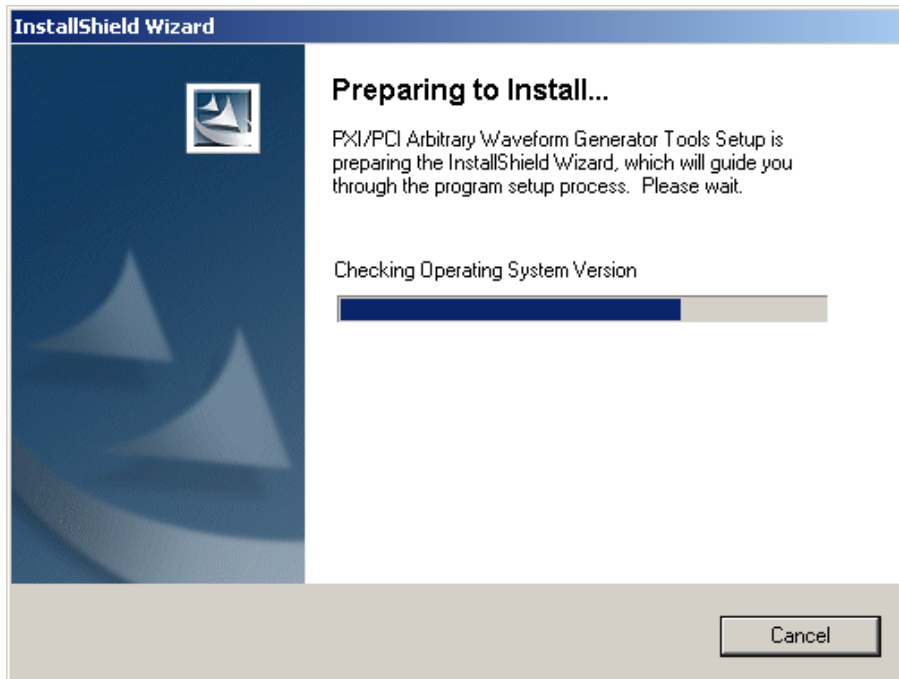 InstallShield Wizard
Preparing to Install...
PXI/PCI Arbitrary Waveform Generator Tools Setup is
preparing the InstallShield Wizard, which will guide you
through the program setup process.  Please wait.
Checking Operating System Version
Cancel